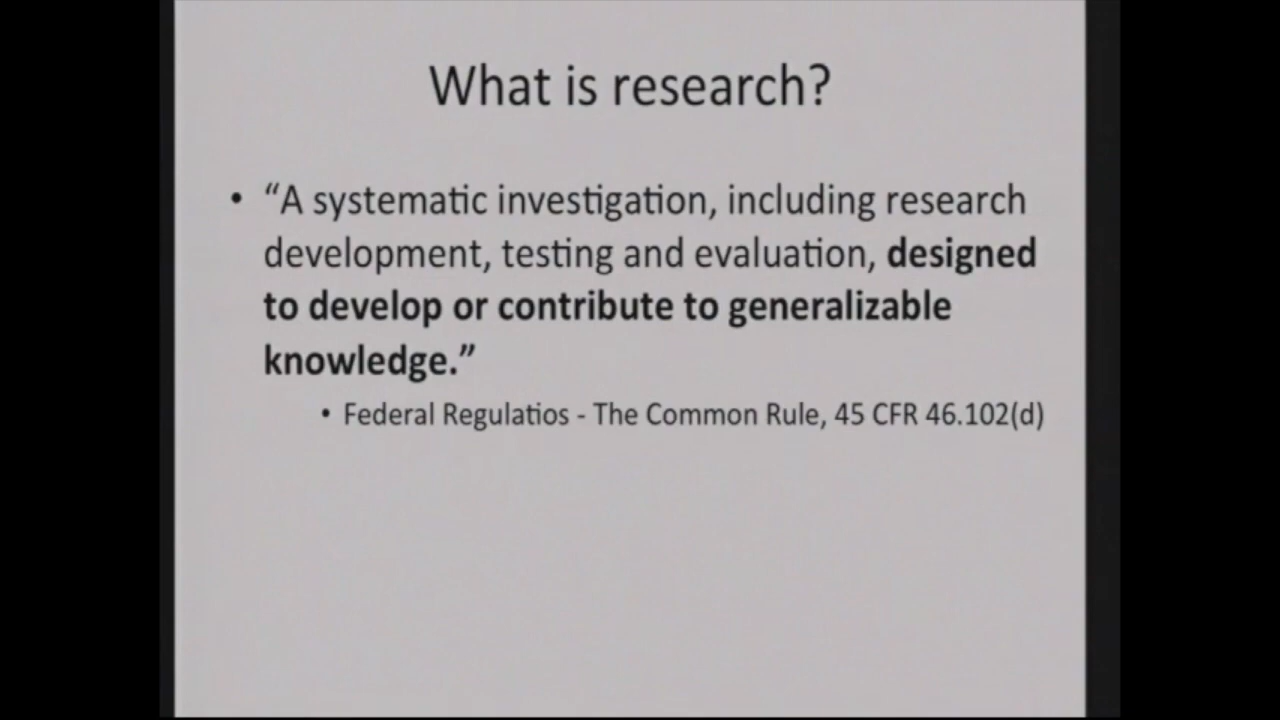 What is research?
• “A systematic investigation, including research
development, testing and evaluation, designed
to develop or contribute to generalizable
knowledge.”
• Federal Regulatios - The Common Rule, 45 CFR 46.102(d)